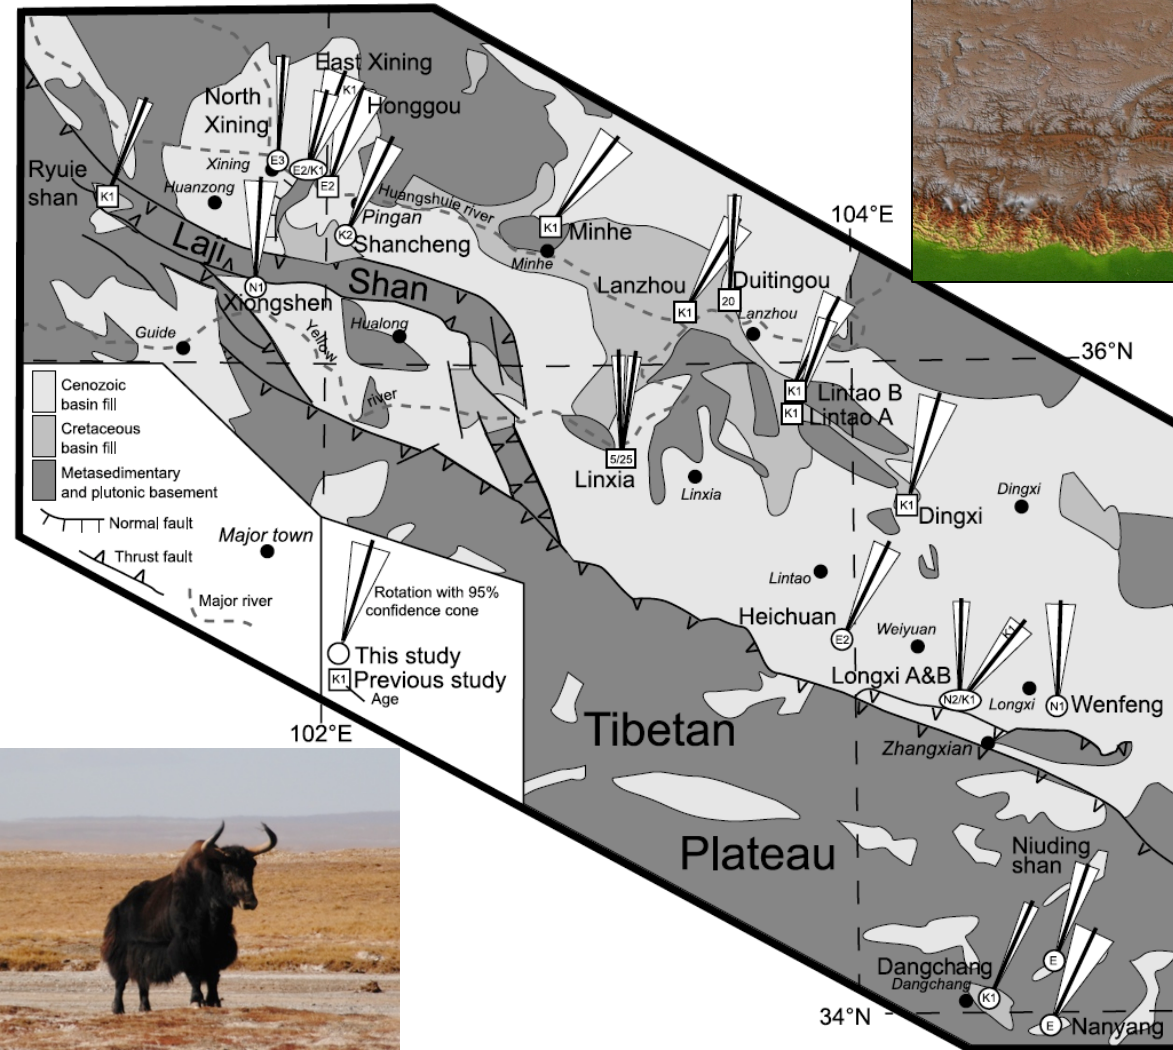 East Xining
K1
North
Xining
Honggou
Xining
E3
E2/K1
E2
Ryuie
shan
K1
Huanzong
Huangshuie river
Pingan
K2
Shancheng
K1
Minhe
Minhe
104°E
Laji
Shan
N1
Xiongshen
Lanzhou
K1
Duitingou
20
Lanzhou
Guide
Yellow
river
Hualong
36°N
K1
Lintao B
K1
Lintao A
5/25
Linxia
Linxia
K1
Dingxi
Dingxi
Cenozoic
basin fill
Cretaceous
basin fill
Metasedimentary
and plutonic basement
Normal fault
Thrust fault
Major river
Major town
Rotation with 95%
confidence cone
This study
K1
Previous study
Age
102°E
Lintao
Heichuan
E2
Weiyuan
K1
Longxi A&B
N2/K1
Longxi
N1
Wenfeng
Zhangxian
Tibetan
Plateau
Niuding
shan
E
Dangchang
Dangchang
K1
34°N
E
Nanyang